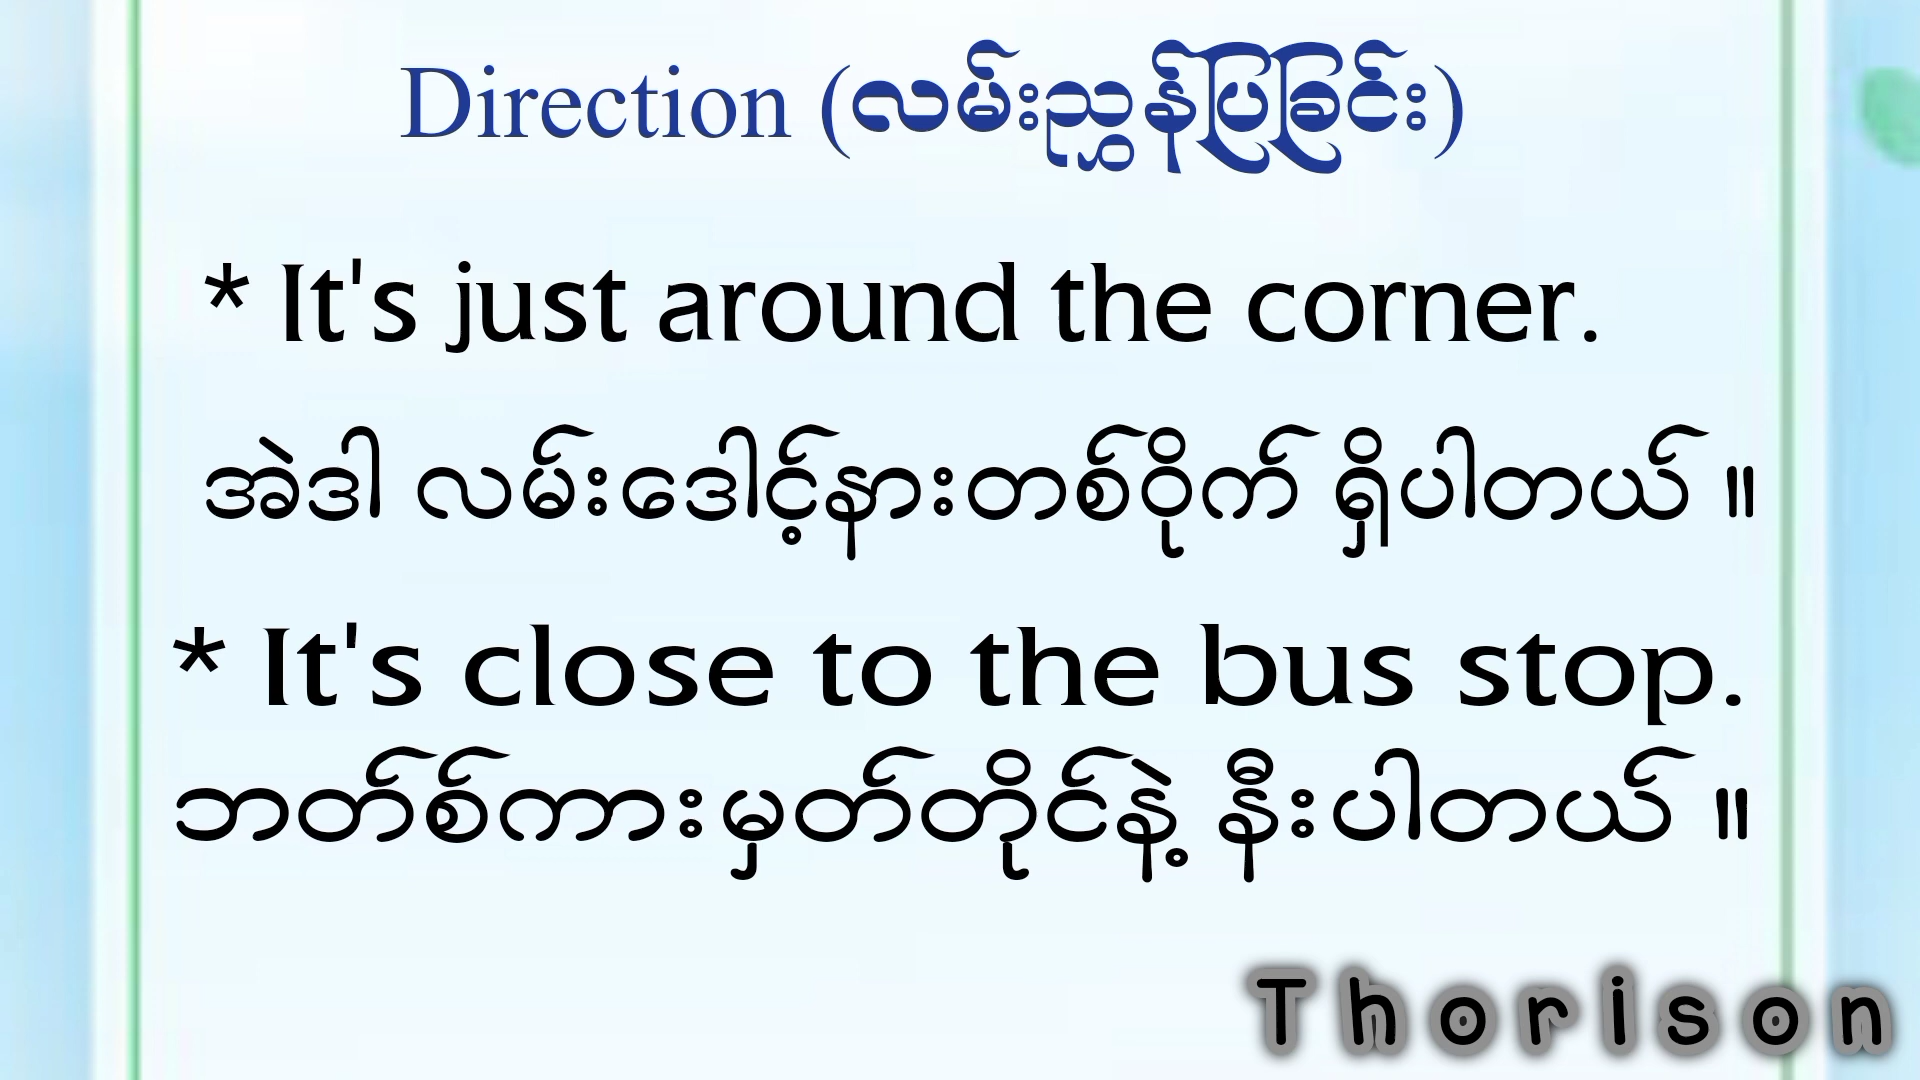 Direction (လမ်းညွှန်ပြခြင်း)
* It's just around the corner.
အဲဒါ လမ်းဒေါင့်နားတစ်ဝိုက် ရှိပါတယ် ။
* It's close to the bus stop.
ဘတ်စ်ကားမှတ်တိုင်နဲ့ နီးပါတယ် ။
Thorison